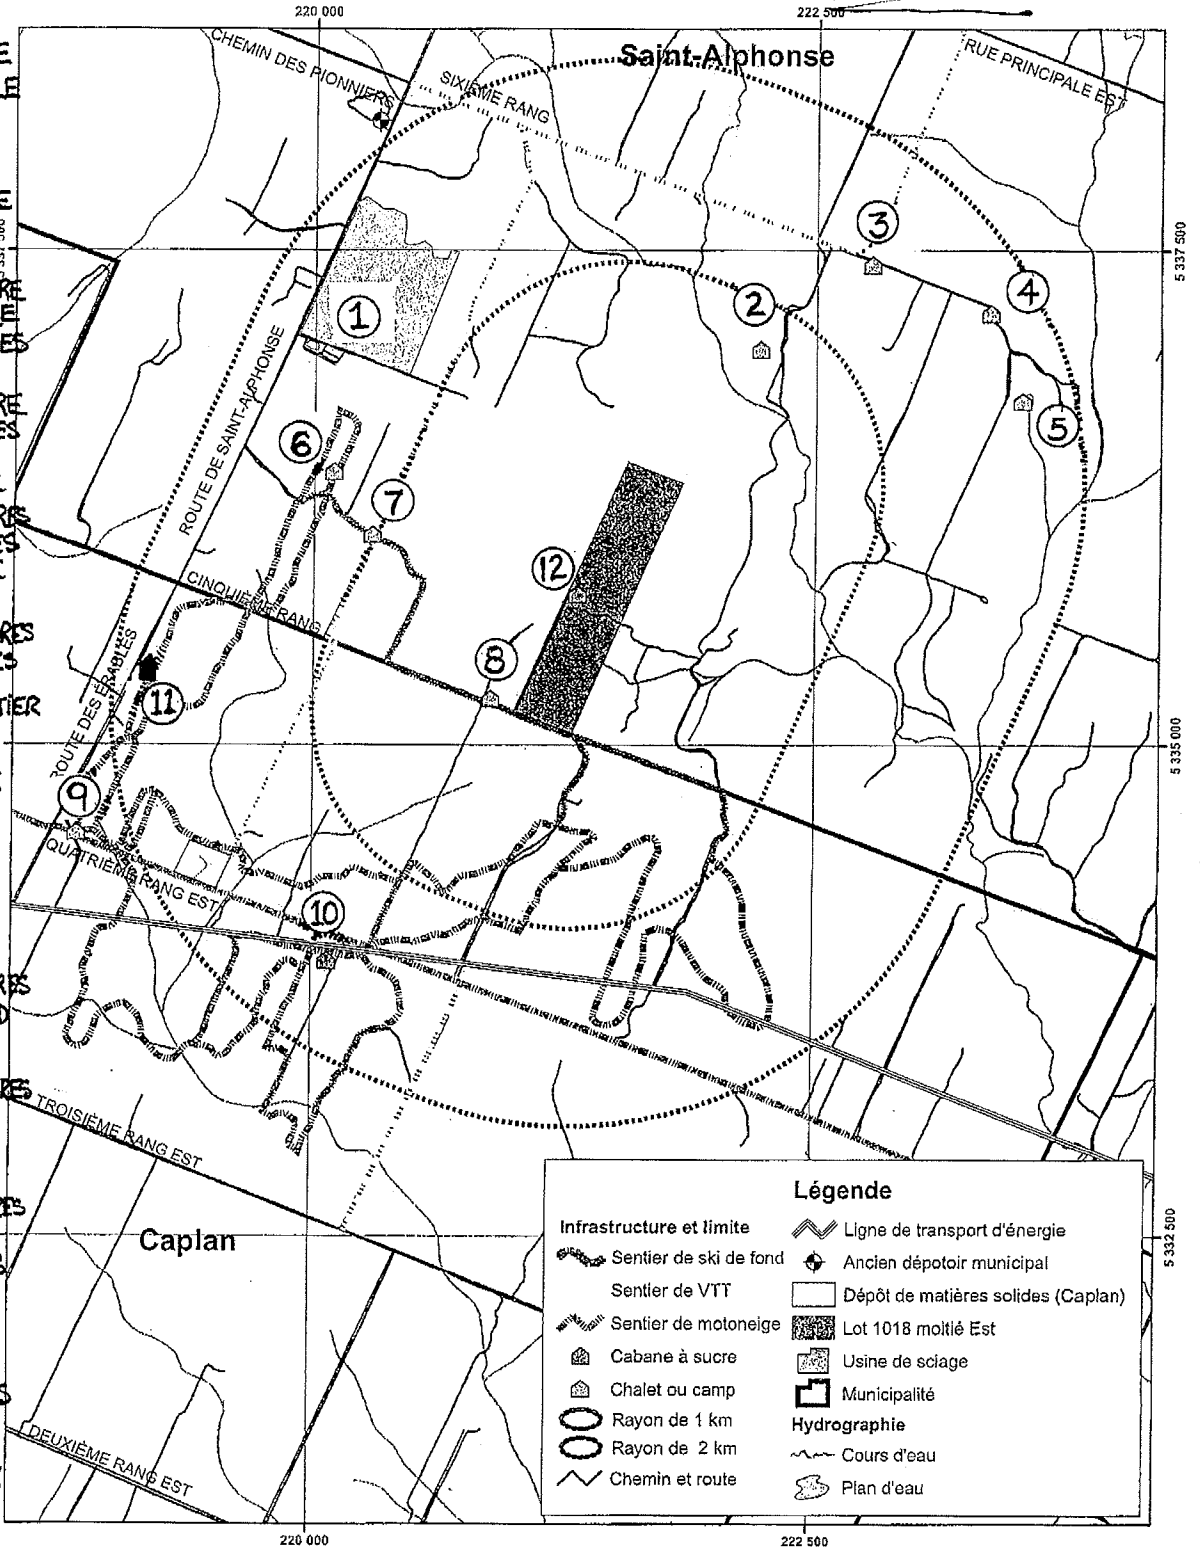 220 000
222 500
CHEMIN DES PIONNIERS
Saint-Alphonse
SIXIÈME RANG
RUE PRINCIPALE EST
5 337 500
3
4
2
1
5
6
7
ROUTE DE SAINT-ALPHONSE
12
CINQUIÈME RANG
8
ROUTE DES ÉRABLES
11
TIER
5 335 000
9
QUATRIÈME RANG EST
10
TROISIÈME RANG EST
Caplan
5 332 500
DEUXIÈME RANG EST
Légende
Infrastructure et limite
Sentier de ski de fond
Sentier de VTT
Sentier de motoneige
Cabane à sucre
Chalet ou camp
Rayon de 1 km
Rayon de 2 km
Chemin et route
Ligne de transport d'énergie
Ancien dépotoir municipal
Dépôt de matières solides (Caplan)
Lot 1018 moitié Est
Usine de sciage
Municipalité
Hydrographie
Cours d'eau
Plan d'eau
220 000
222 500